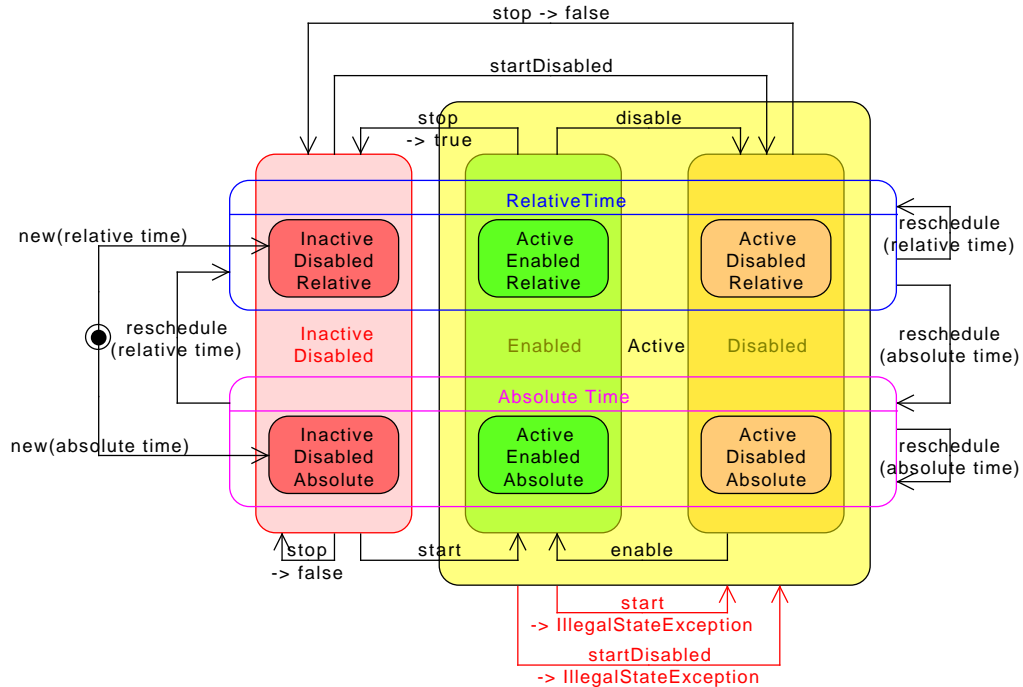 stop -> false
startDisabled
stop
-> true
disable
RelativeTime
new(relative time)
Inactive
Disabled
Relative
Active
Enabled
Relative
Active
Disabled
Relative
reschedule
(relative time)
reschedule
(relative time)
Inactive
Disabled
Enabled
Active
Disabled
reschedule
(absolute time)
Absolute Time
new(absolute time)
Inactive
Disabled
Absolute
Active
Enabled
Absolute
Active
Disabled
Absolute
reschedule
(absolute time)
stop
-> false
start
enable
start
-> IllegalStateException
startDisabled
-> IllegalStateException